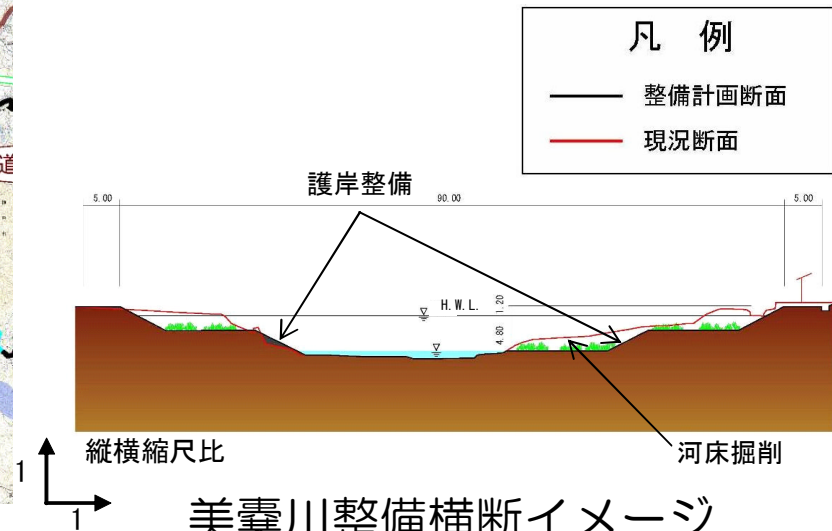 凡 例
整備計画断面
現況断面
護岸整備
5.00
90.00
5.00
H.W.L.
1.20
4.80
縦横縮尺比
1
1
河床掘削
美嚢川整備横断イメージ
道